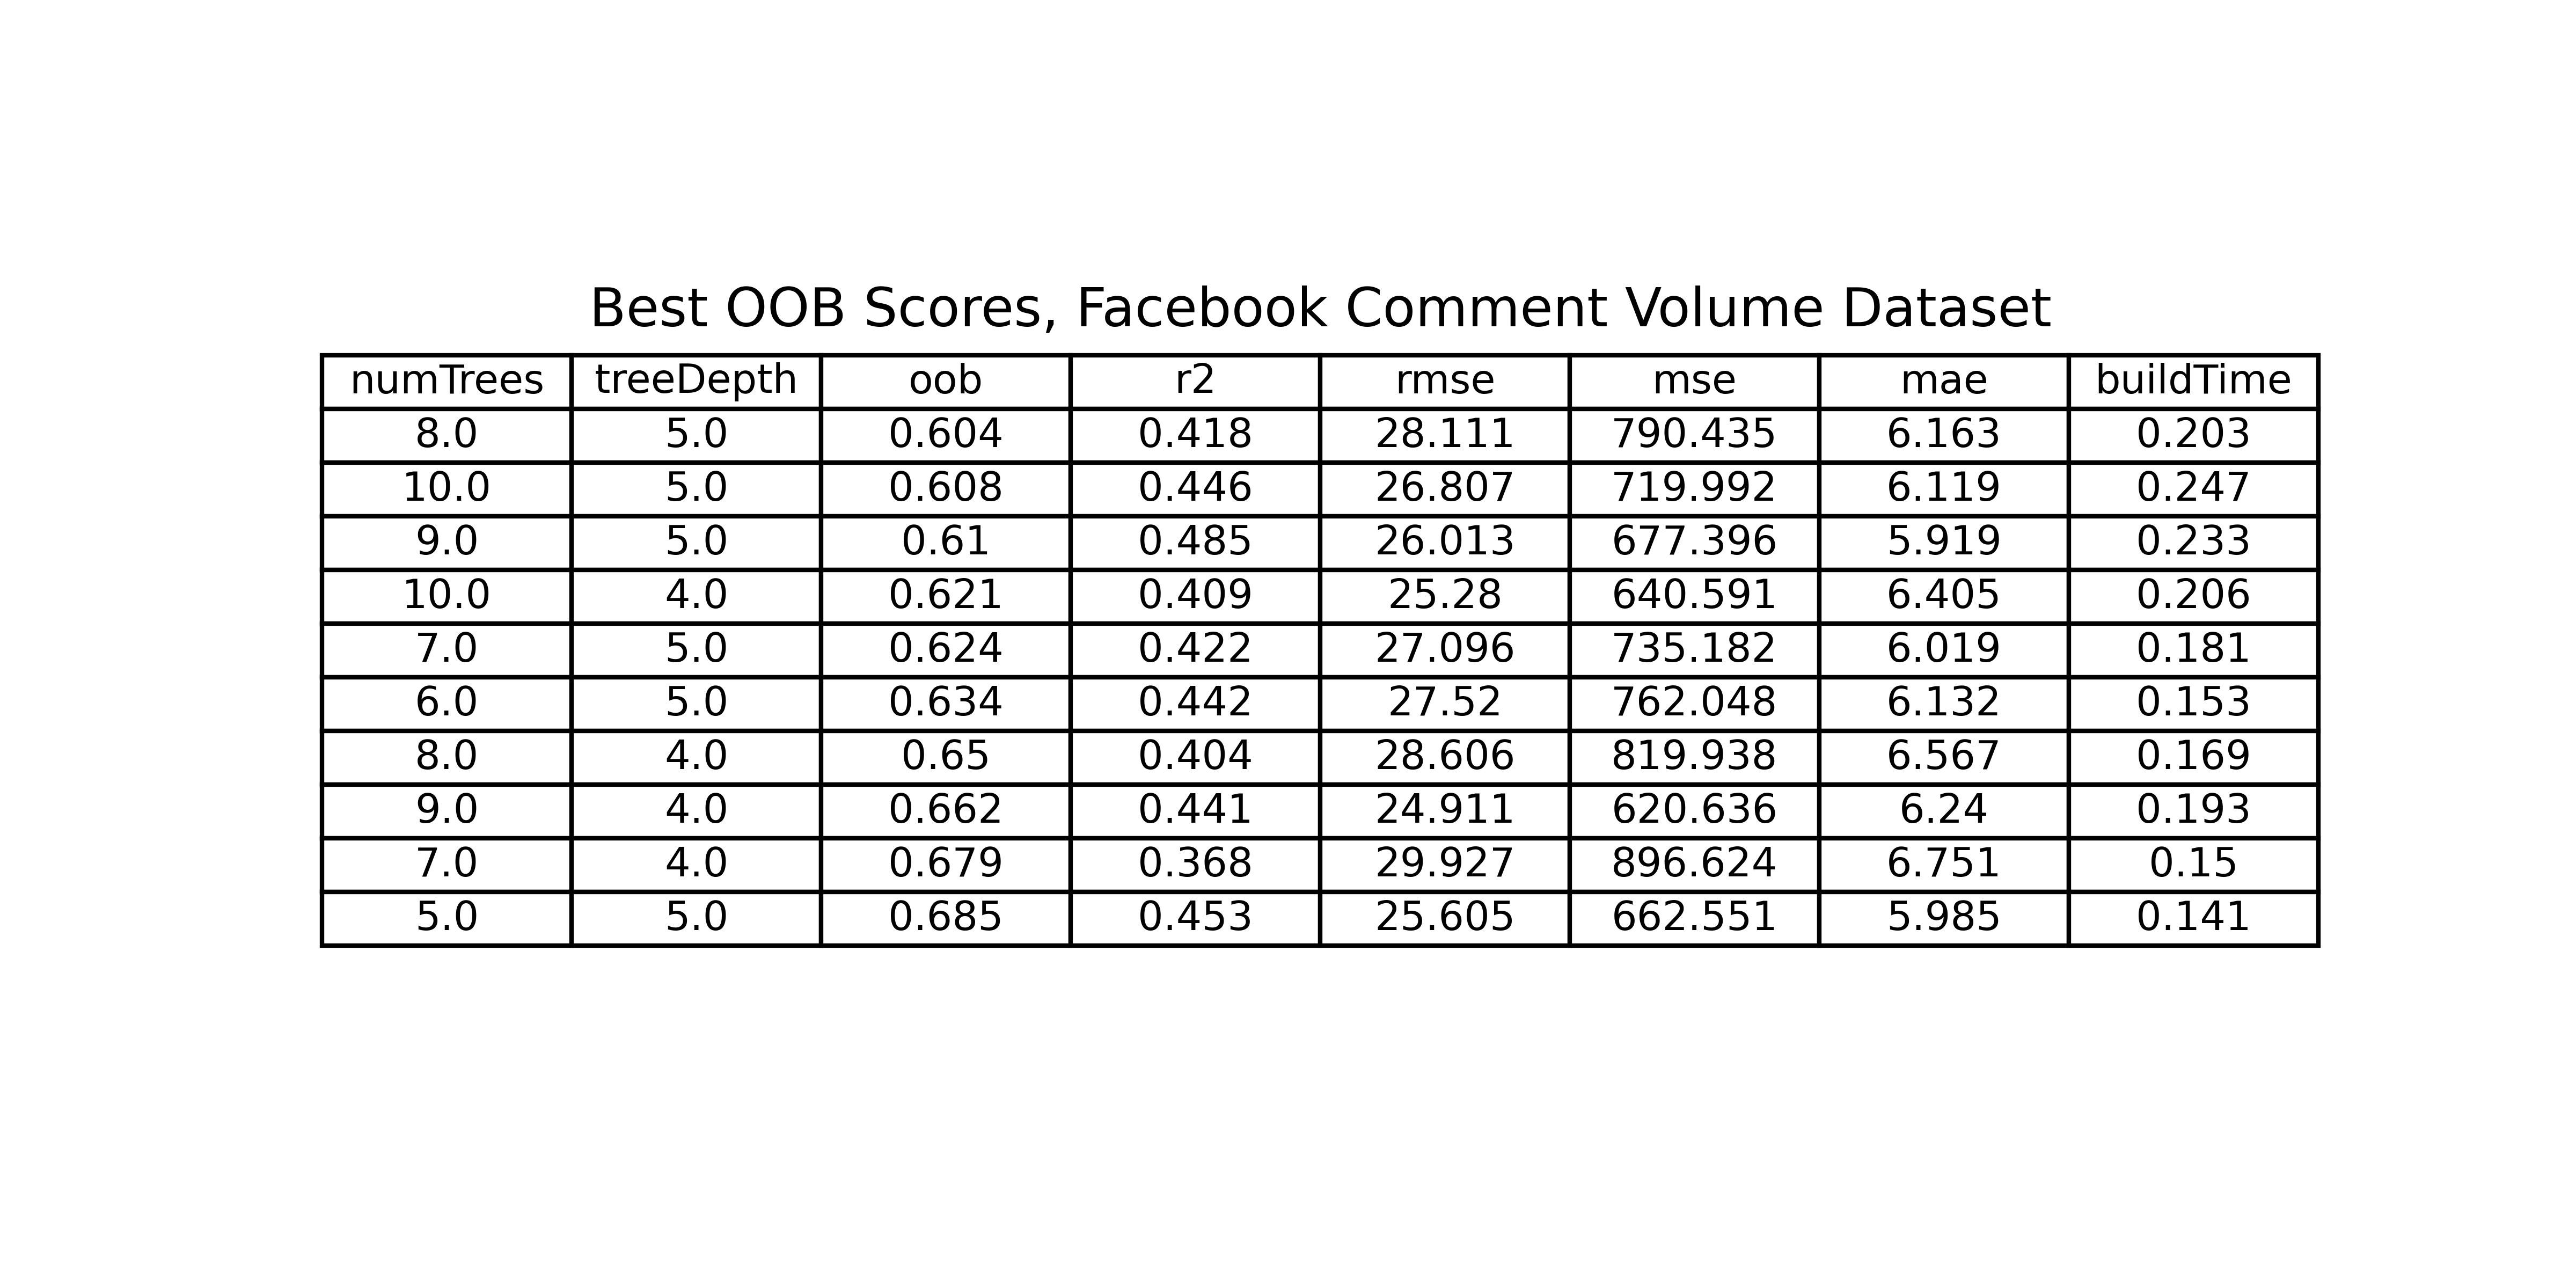 Best OOB Scores, Facebook Comment Volume Dataset
numTrees treeDepth oob r2 rmse mse mae buildTime
8.0 5.0 0.604 0.418 28.111 790.435 6.163 0.203
10.0 5.0 0.608 0.446 26.807 719.992 6.119 0.247
9.0 5.0 0.61 0.485 26.013 677.396 5.919 0.233
10.0 4.0 0.621 0.409 25.28 640.591 6.405 0.206
7.0 5.0 0.624 0.422 27.096 735.182 6.019 0.181
6.0 5.0 0.634 0.442 27.52 762.048 6.132 0.153
8.0 4.0 0.65 0.404 28.606 819.938 6.567 0.169
9.0 4.0 0.662 0.441 24.911 620.636 6.24 0.193
7.0 4.0 0.679 0.368 29.927 896.624 6.751 0.15
5.0 5.0 0.685 0.453 25.605 662.551 5.985 0.141